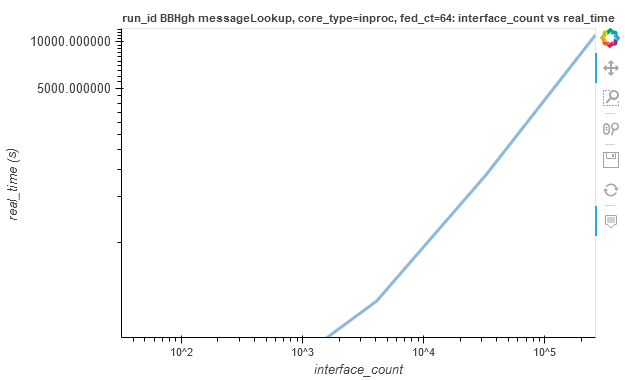 run_id BBHgh messageLookup, core_type=inproc, fed_ct=64: interface_count vs real_time
10000.000000
5000.000000
real_time (s)
10^2 10^3 10^4 10^5
interface_count